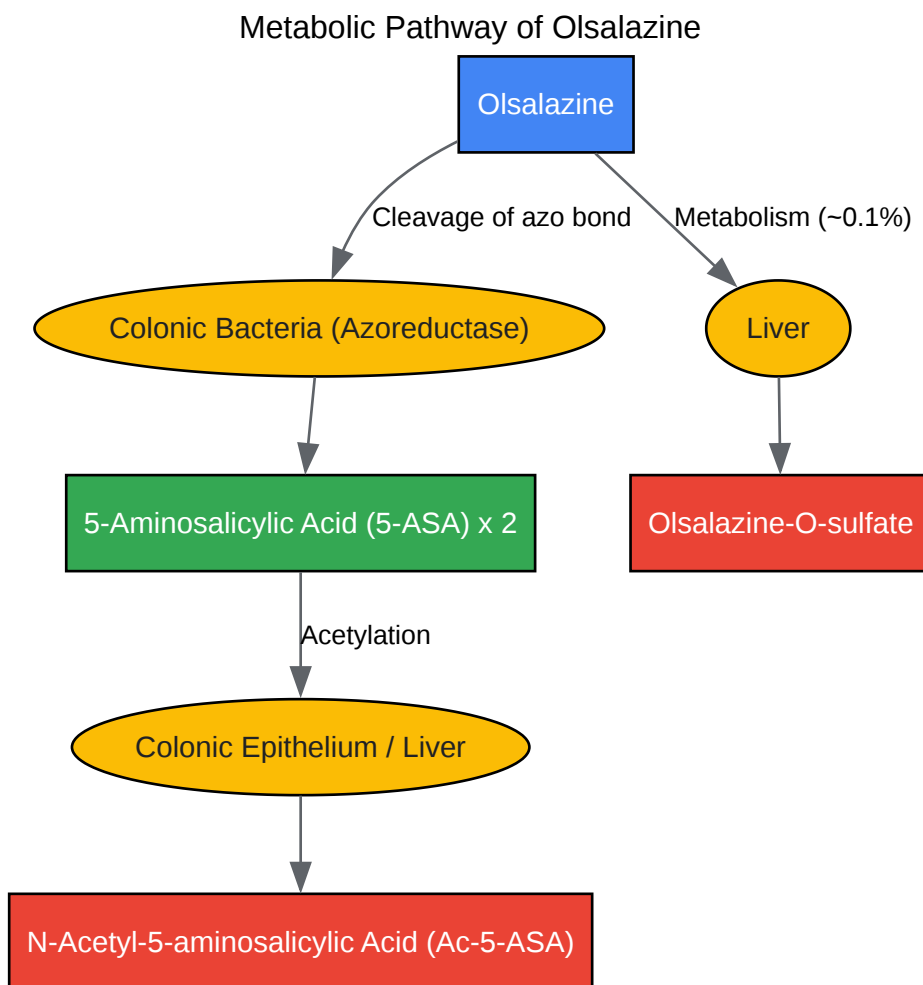 Metabolic Pathway of Olsalazine
Olsalazine
Cleavage of azo bond
Metabolism (~0.1%)
Colonic Bacteria (Azoreductase)
Liver
5-Aminosalicylic Acid (5-ASA) x 2
Olsalazine-O-sulfate
Acetylation
Colonic Epithelium / Liver
N-Acetyl-5-aminosalicylic Acid (Ac-5-ASA)